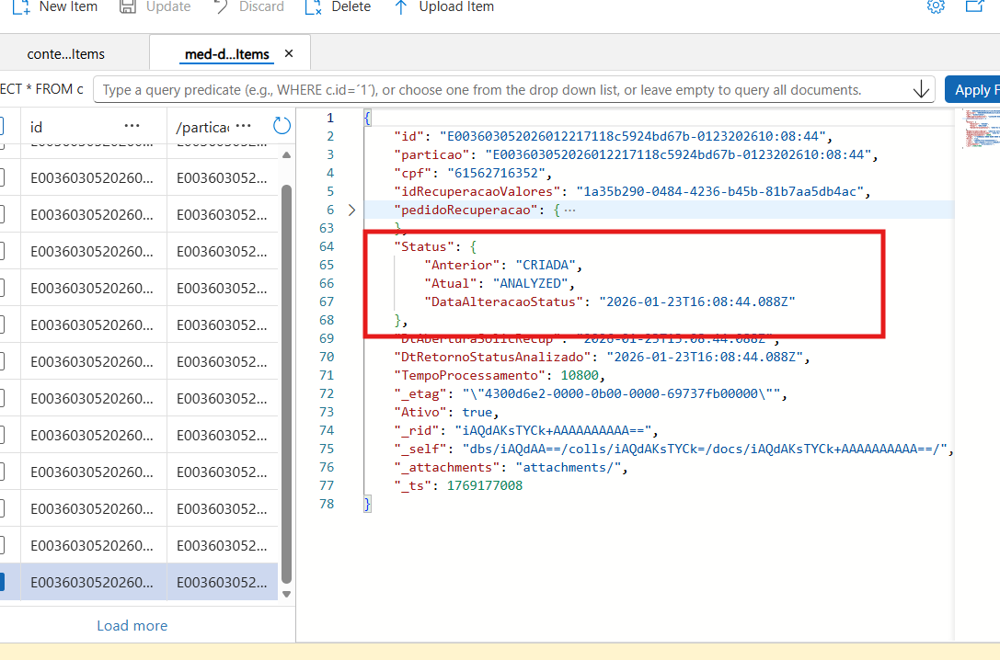 New Item Update Discard Delete Upload Item
conte...Items med-d...Items
ECT * FROM c Type a query predicate (e.g., WHERE c.id=´1´), or choose one from the drop down list, or leave empty to query all documents. Apply F
id ... /particac ...
E0036030520260... E003603052...
E0036030520260... E003603052...
E0036030520260... E003603052...
E0036030520260... E003603052...
E0036030520260... E003603052...
E0036030520260... E003603052...
E0036030520260... E003603052...
E0036030520260... E003603052...
E0036030520260... E003603052...
E0036030520260... E003603052...
E0036030520260... E003603052...
E0036030520260... E003603052...
Load more
1 {
2 "id": "E003603052026012217118c5924bd67b-0123202610:08:44",
3 "particao": "E003603052026012217118c5924bd67b-0123202610:08:44",
4 "cpf": "61562716352",
5 "idRecuperacaoValores": "1a35b290-0484-4236-b45b-81b7aa5db4ac",
6 "pedidoRecuperacao": { ...
63 },
64 "Status": {
65 "Anterior": "CRIADA",
66 "Atual": "ANALYZED",
67 "DataAlteracaoStatus": "2026-01-23T16:08:44.088Z"
68 },
69 "DtAberturaSolicRecup": "2026-01-23T13:08:44.088Z",
70 "DtRetornoStatusAnalizado": "2026-01-23T16:08:44.088Z",
71 "TempoProcessamento": 10800,
72 "_etag": "\"4300d6e2-0000-0b00-0000-69737fb00000\"",
73 "Ativo": true,
74 "_rid": "iAQdAKsTYCk+AAAAAAAAAA==",
75 "_self": "dbs/iAQdAA==/colls/iAQdAKsTYCk=/docs/iAQdAKsTYCk+AAAAAAAAAA==/",
76 "_attachments": "attachments/",
77 "_ts": 1769177008
78 }